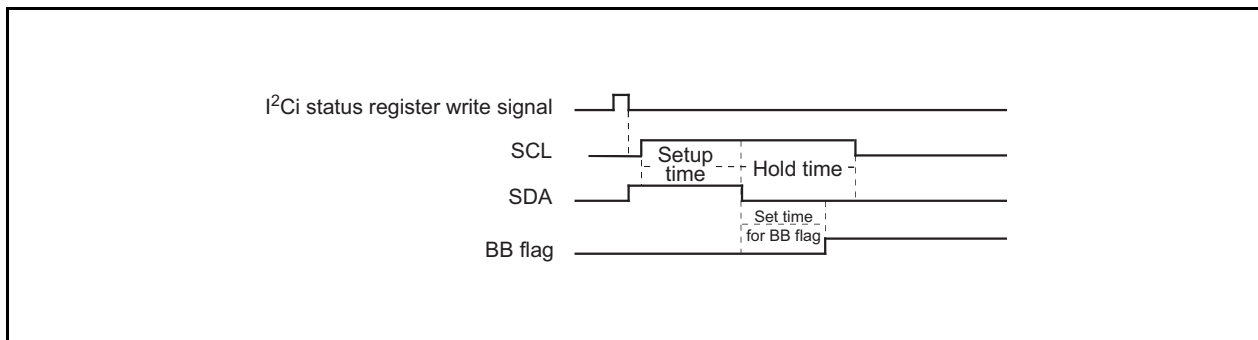 I²Ci status register write signal
SCL
Setup
time
Hold time
SDA
Set time
for BB flag
BB flag